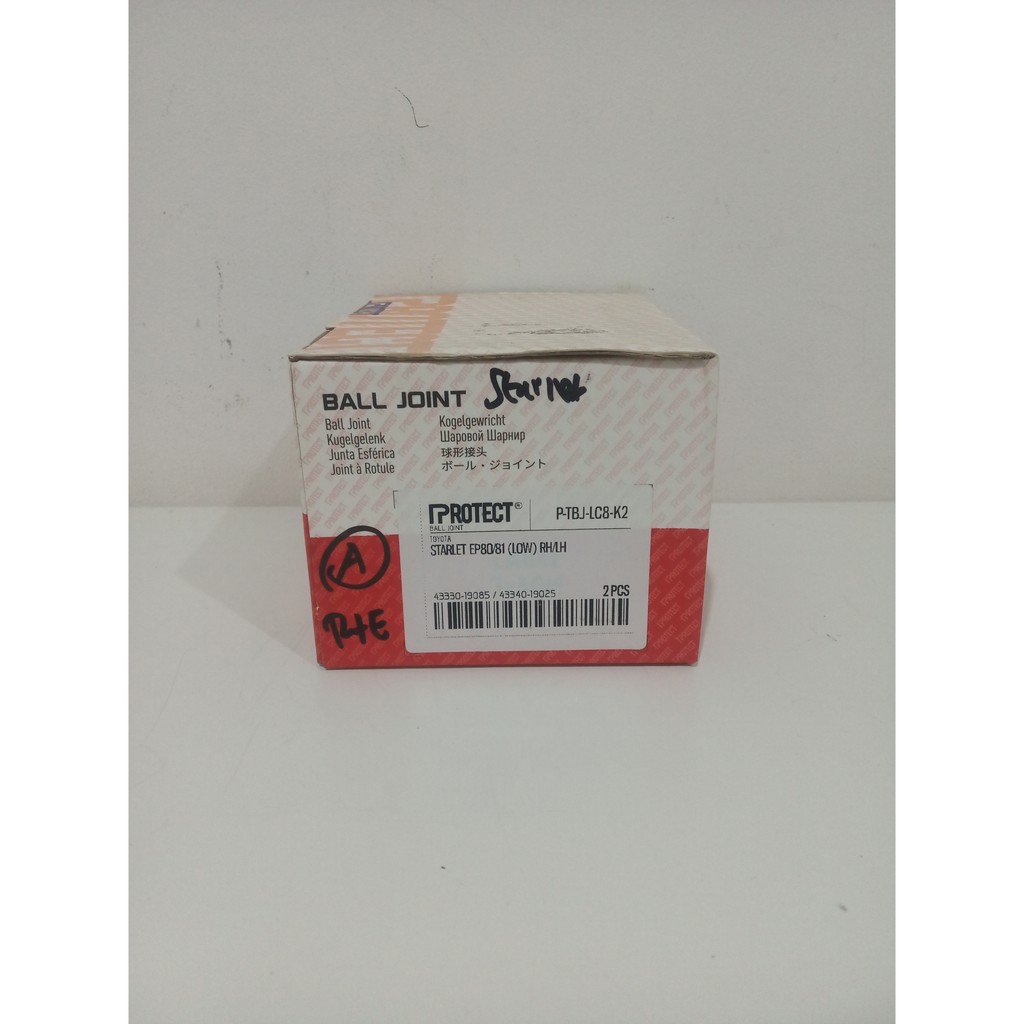 BALL JOINT Starlet
Ball Joint
Kugelgelenk
Junta Esférica
Joint à Rotule
Kogelgewricht
Шаровой Шарнир
球形接头
ボール・ジョイント
PROTECT® P-TBJ-LC8-K2
BALL JOINT
TOYOTA
STARLET EP80/81 (LOW) RH/LH
43330-19085 / 43340-19025 2 PCS
A